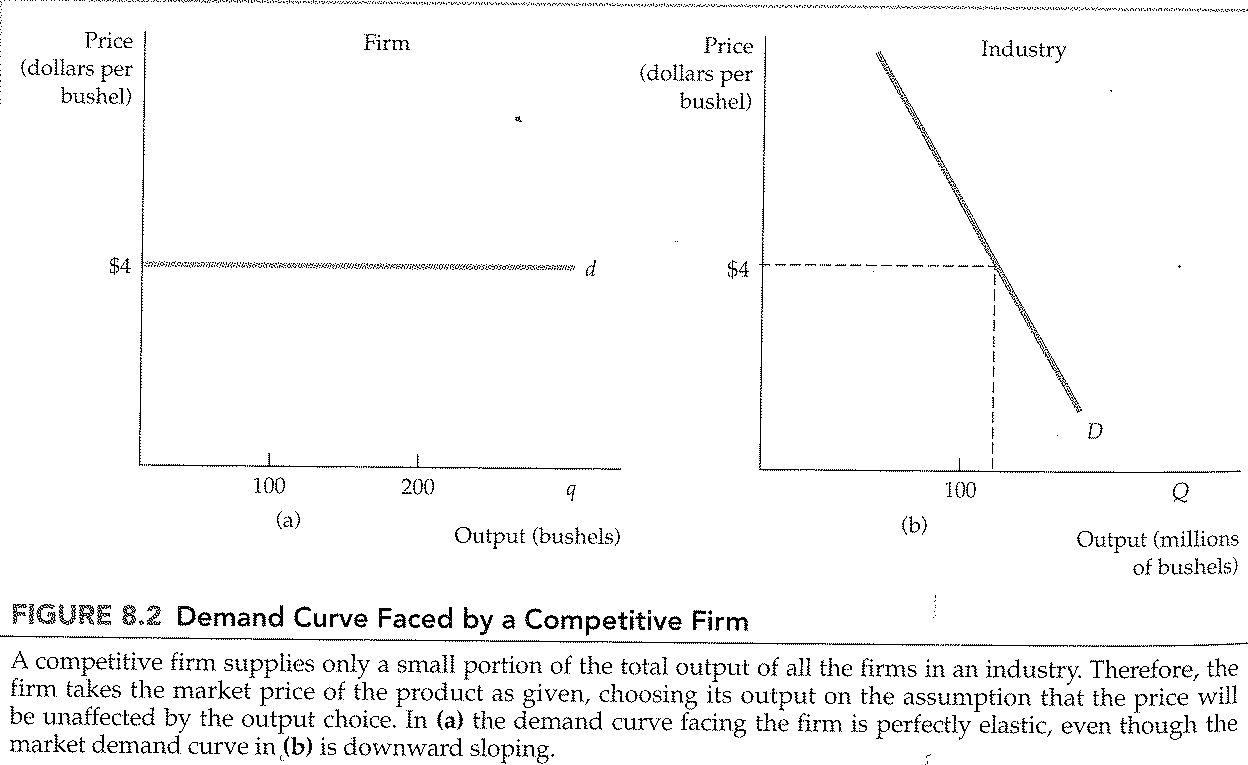 Price
(dollars per
bushel)
Firm
$4
d
100
200
q
(a)
Output (bushels)
Price
(dollars per
bushel)
Industry
$4
D
100
Q
(b)
Output (millions
of bushels)
FIGURE 8.2 Demand Curve Faced by a Competitive Firm
A competitive firm supplies only a small portion of the total output of all the firms in an industry. Therefore, the
firm takes the market price of the product as given, choosing its output on the assumption that the price will
be unaffected by the output choice. In (a) the demand curve facing the firm is perfectly elastic, even though the
market demand curve in (b) is downward sloping.